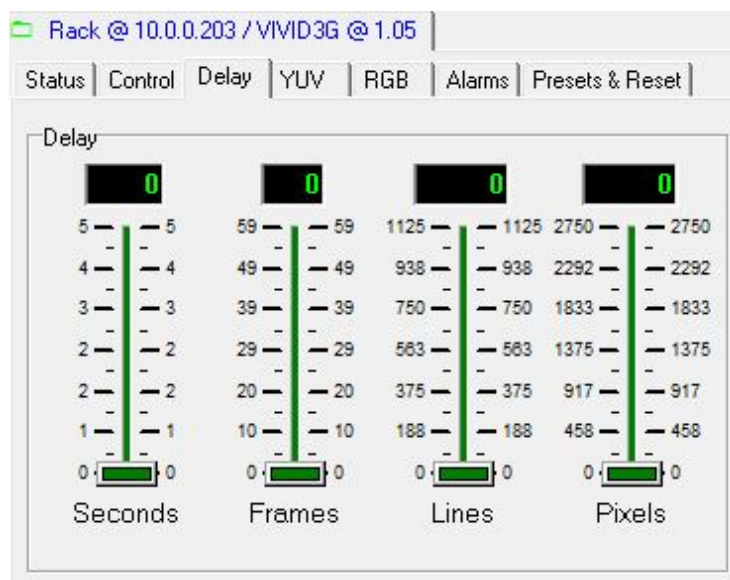 Rack @ 10.0.0.203 / VIVID3G @ 1.05
Status Control Delay YUV RGB Alarms Presets & Reset
Delay
0 0 0 0
5 5 59 59 1125 1125 2750 2750
4 4 49 49 938 938 2292 2292
3 3 39 39 750 750 1833 1833
2 2 29 29 563 563 1375 1375
2 2 20 20 375 375 917 917
1 1 10 10 188 188 458 458
0 0 0 0 0 0 0 0
Seconds Frames Lines Pixels